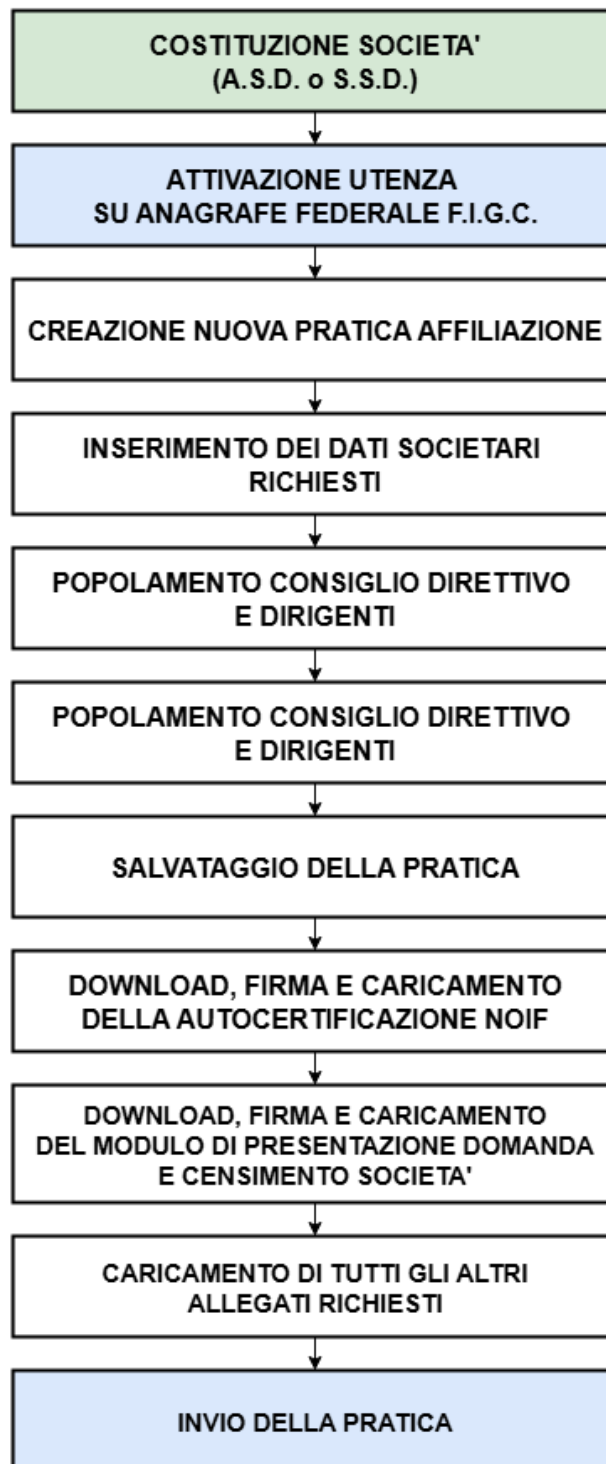 COSTITUZIONE SOCIETA'
(A.S.D. o S.S.D.)
ATTIVAZIONE UTENZA
SU ANAGRAFE FEDERALE F.I.G.C.
CREAZIONE NUOVA PRATICA AFFILIAZIONE
INSERIMENTO DEI DATI SOCIETARI
RICHIESTI
POPOLAMENTO CONSIGLIO DIRETTIVO
E DIRIGENTI
POPOLAMENTO CONSIGLIO DIRETTIVO
E DIRIGENTI
SALVATAGGIO DELLA PRATICA
DOWNLOAD, FIRMA E CARICAMENTO
DELLA AUTOCERTIFICAZIONE NOIF
DOWNLOAD, FIRMA E CARICAMENTO
DEL MODULO DI PRESENTAZIONE DOMANDA
E CENSIMENTO SOCIETA'
CARICAMENTO DI TUTTI GLI ALTRI
ALLEGATI RICHIESTI
INVIO DELLA PRATICA